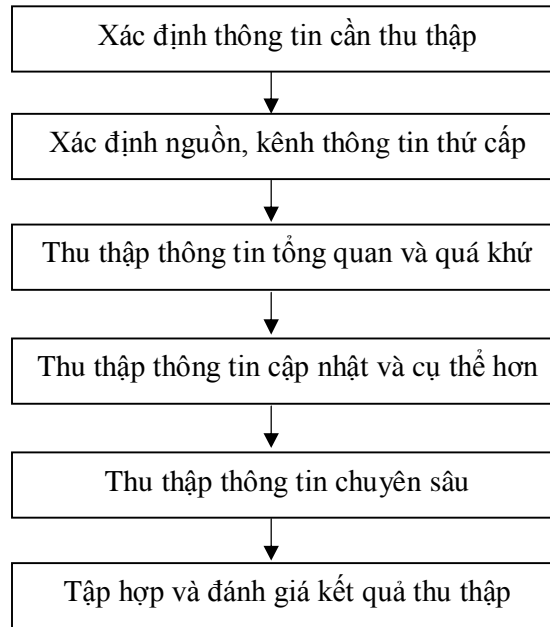 Xác định thông tin cần thu thập
Xác định nguồn, kênh thông tin thứ cấp
Thu thập thông tin tổng quan và quá khứ
Thu thập thông tin cập nhật và cụ thể hơn
Thu thập thông tin chuyên sâu
Tập hợp và đánh giá kết quả thu thập